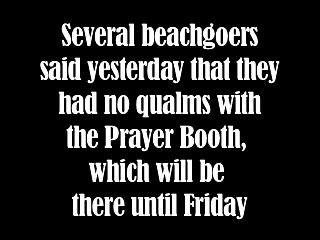 Several beachgoers
said yesterday that they
had no qualms with
the Prayer Booth,
which will be
there until Friday